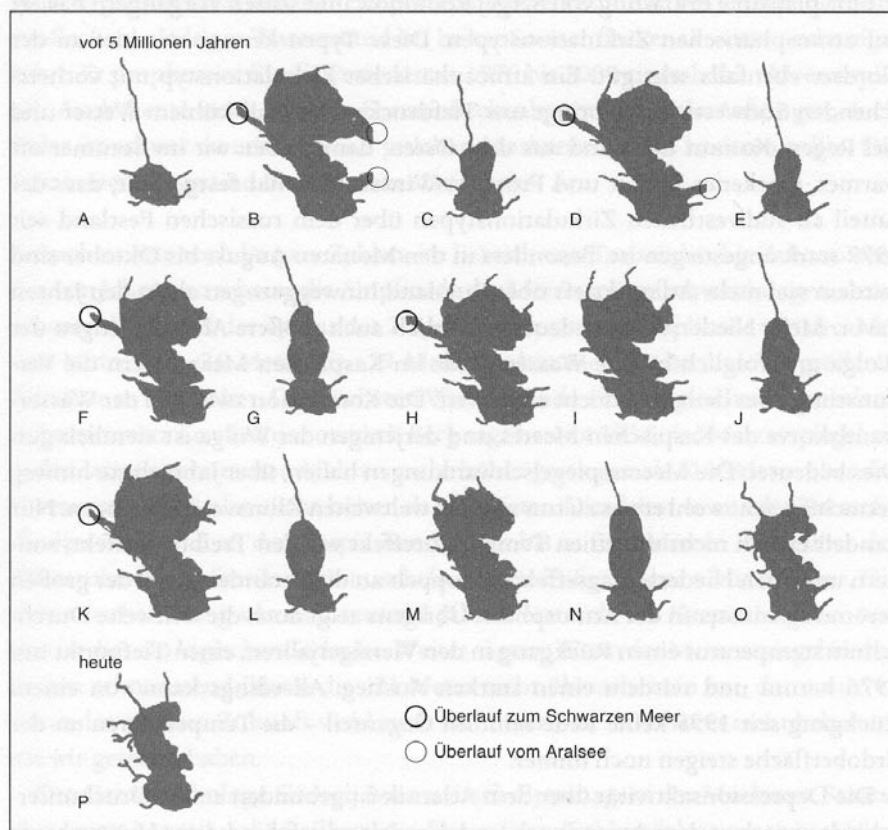 vor 5 Millionen Jahren
A
B
C
D
E
F
G
H
I
J
K
L
M
N
O
heute
P
Überlauf zum Schwarzen Meer
Überlauf vom Aralsee